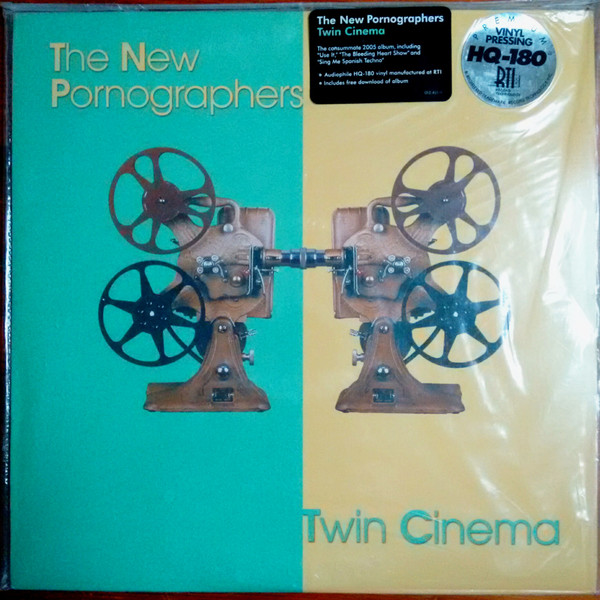 The New
Pornographers
The New Pornographers
Twin Cinema
The consummate 2005 album, including
"Use It," "The Bleeding Heart Show" and
"Sing Me Spanish Techno"
• Audiophile HQ-180 vinyl manufactured at RTI
• Includes free download of album
PREMIUM
VINYL
PRESSING
HQ-180
RTI
Twin Cinema